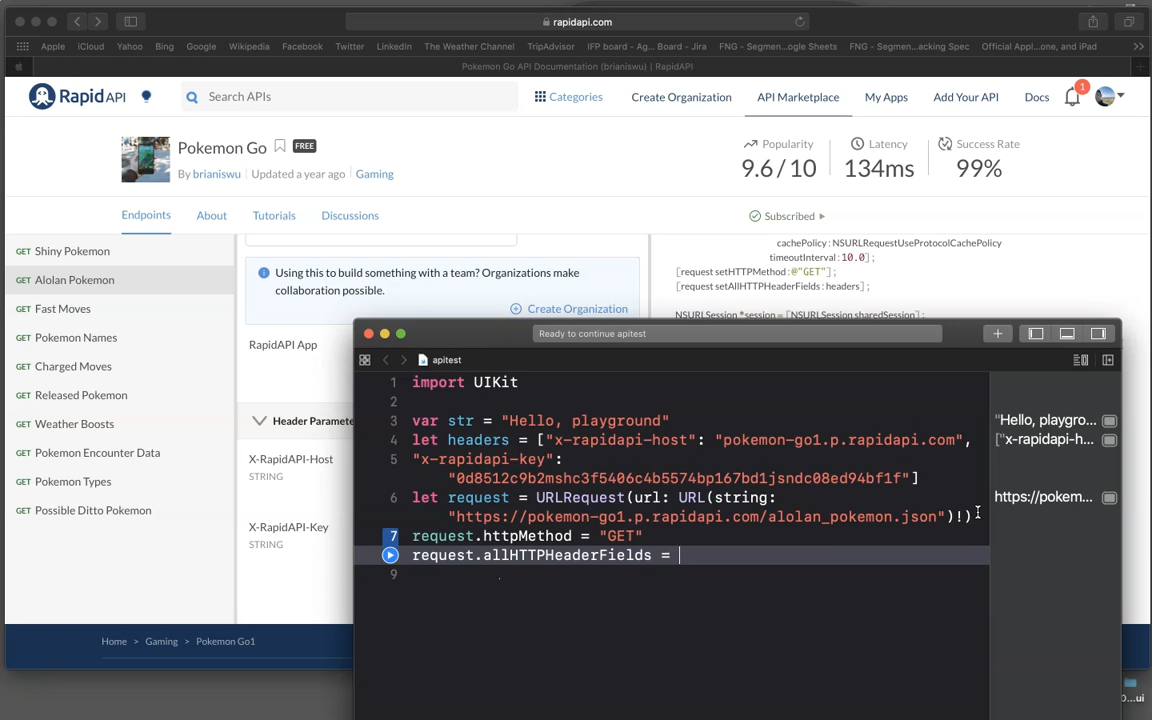 rapidapi.com
Apple iCloud Yahoo Bing Google Wikipedia Facebook Twitter LinkedIn The Weather Channel TripAdvisor IFP board - Ag... Board - Jira FNG - Segmen...ogle Sheets FNG - Segmen...acking Spec Official Appl...one, and iPad
Pokemon Go API Documentation (brianiswu) | RapidAPI
Rapid API Search APIs Categories Create Organization API Marketplace My Apps Add Your API Docs 1
Pokemon Go FREE
By brianiswu Updated a year ago Gaming
Popularity Latency Success Rate
9.6 / 10 134ms 99%
Endpoints About Tutorials Discussions Subscribed
GET Shiny Pokemon
GET Alolan Pokemon
GET Fast Moves
GET Pokemon Names
GET Charged Moves
GET Released Pokemon
GET Weather Boosts
GET Pokemon Encounter Data
GET Pokemon Types
GET Possible Ditto Pokemon
Using this to build something with a team? Organizations make
collaboration possible.
Create Organization
RapidAPI App
Header Paramete
X-RapidAPI-Host
STRING
X-RapidAPI-Key
STRING
cachePolicy:NSURLRequestUseProtocolCachePolicy
timeoutInterval:10.0];
[request setHTTPMethod:@"GET"];
[request setAllHTTPHeaderFields:headers];
NSURLSession *session = [NSURLSession sharedSession];
Ready to continue apitest
apitest
1 import UIKit
2
3 var str = "Hello, playground"
4 let headers = ["x-rapidapi-host": "pokemon-go1.p.rapidapi.com",
5 "x-rapidapi-key":
"0d8512c9b2mshc3f5406c4b5574bp167bd1jsndc08ed94bf1f"]
6 let request = URLRequest(url: URL(string:
"https://pokemon-go1.p.rapidapi.com/alolan_pokemon.json")!)
7 request.httpMethod = "GET"
request.allHTTPHeaderFields =
9
"Hello, playgro...
["x-rapidapi-h...
https://pokem...
Home > Gaming > Pokemon Go1
...ui